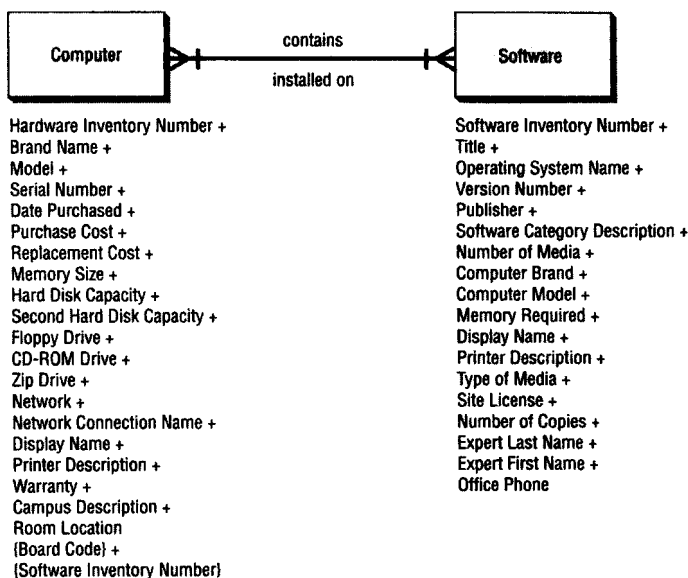 Computer
contains
installed on
Software
Hardware Inventory Number +
Brand Name +
Model +
Serial Number +
Date Purchased +
Purchase Cost +
Replacement Cost +
Memory Size +
Hard Disk Capacity +
Second Hard Disk Capacity +
Floppy Drive +
CD-ROM Drive +
Zip Drive +
Network +
Network Connection Name +
Display Name +
Printer Description +
Warranty +
Campus Description +
Room Location
{Board Code} +
{Software Inventory Number}
Software Inventory Number +
Title +
Operating System Name +
Version Number +
Publisher +
Software Category Description +
Number of Media +
Computer Brand +
Computer Model +
Memory Required +
Display Name +
Printer Description +
Type of Media +
Site License +
Number of Copies +
Expert Last Name +
Expert First Name +
Office Phone